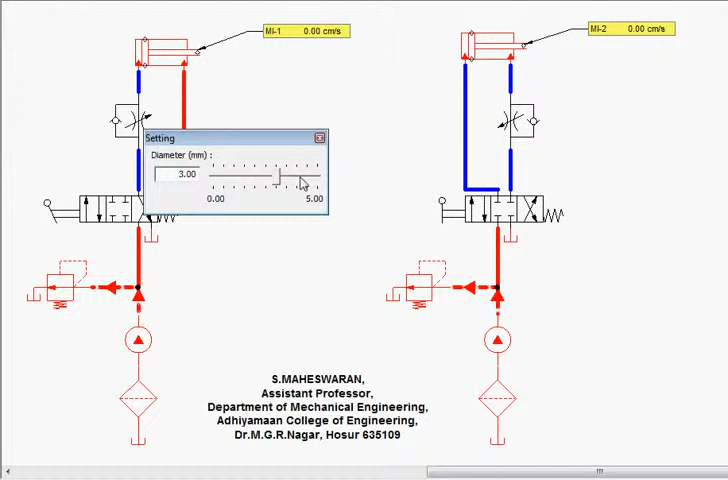 MI-1 0.00 cm/s
MI-2 0.00 cm/s
Setting
Diameter (mm) :
3.00
0.00 5.00
S.MAHESWARAN,
Assistant Professor,
Department of Mechanical Engineering,
Adhiyamaan College of Engineering,
Dr.M.G.R.Nagar, Hosur 635109